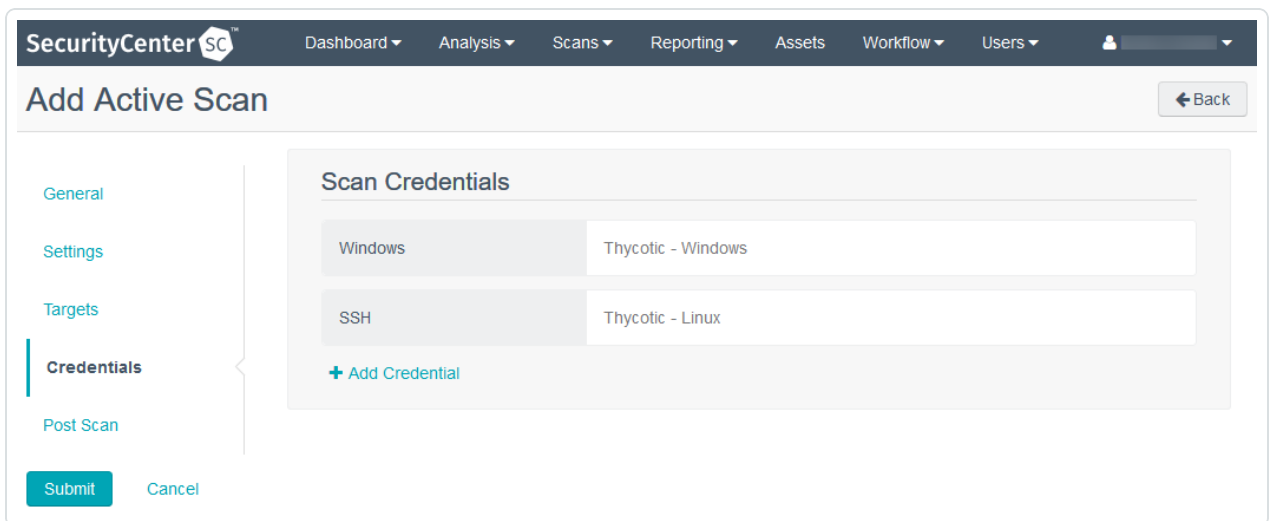 SecurityCenter SC™ Dashboard Analysis Scans Reporting Assets Workflow Users
Add Active Scan Back
General
Settings
Targets
Credentials
Post Scan
Scan Credentials
Windows Thycotic - Windows
SSH Thycotic - Linux
+ Add Credential
Submit Cancel